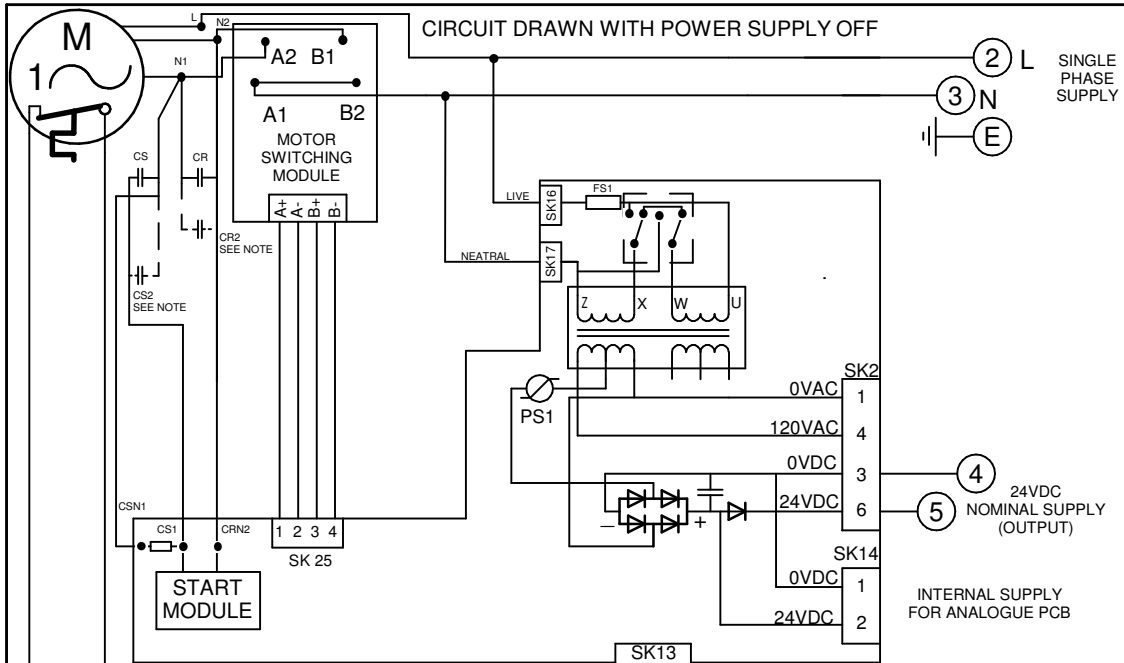 CIRCUIT DRAWN WITH POWER SUPPLY OFF
M
1
L
N2
N1
A2 B1
A1 B2
MOTOR
SWITCHING
MODULE
A+ A- B+ B-
2 L
3 N
E
SINGLE
PHASE
SUPPLY
CS
CR
CR2
SEE NOTE
CS2
SEE NOTE
LIVE
SK16
FS1
NEATRAL
SK17
Z X W U
PS1
SK2
0VAC 1
120VAC 4
0VDC 3
24VDC 6
4
5
24VDC
NOMINAL SUPPLY
(OUTPUT)
– +
SK14
0VDC 1
24VDC 2
INTERNAL SUPPLY
FOR ANALOGUE PCB
CSN1
CS1
CRN2
1 2 3 4
SK 25
START
MODULE
SK13